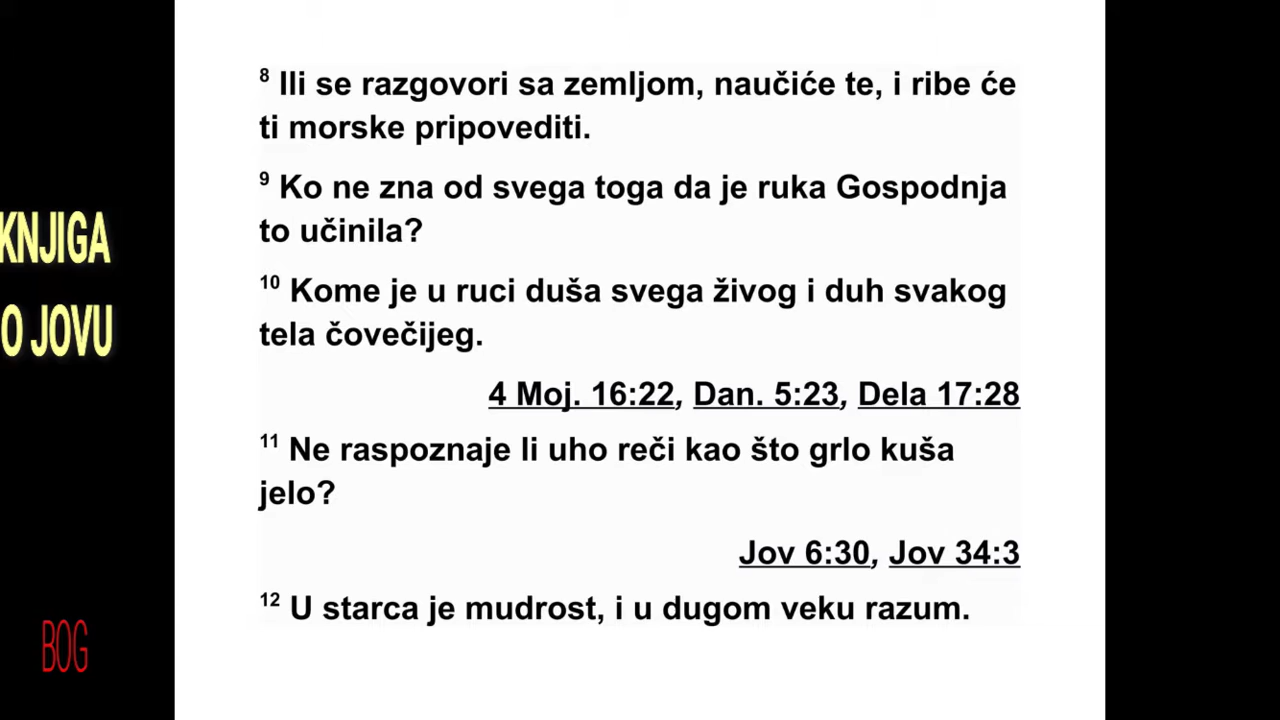 KNJIGA
O JOVU
BOG
8 Ili se razgovori sa zemljom, naučiće te, i ribe će
ti morske pripovediti.
9 Ko ne zna od svega toga da je ruka Gospodnja
to učinila?
10 Kome je u ruci duša svega živog i duh svakog
tela čovečijeg.
4 Moj. 16:22, Dan. 5:23, Dela 17:28
11 Ne raspoznaje li uho reči kao što grlo kuša
jelo?
Jov 6:30, Jov 34:3
12 U starca je mudrost, i u dugom veku razum.